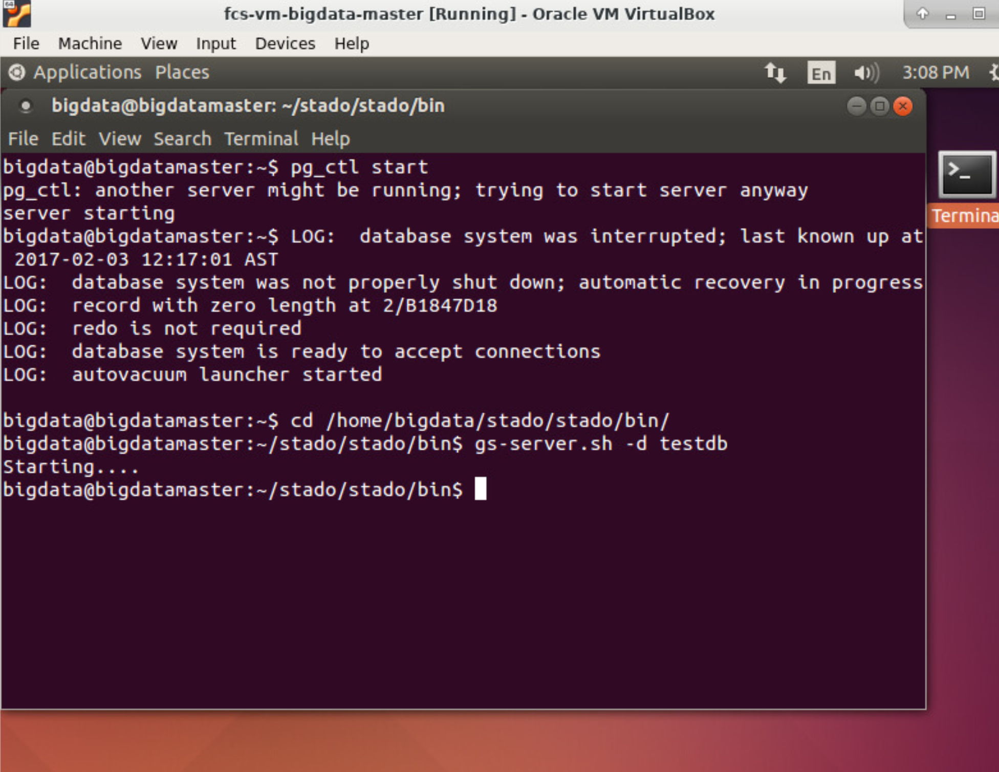 64
fcs-vm-bigdata-master [Running] - Oracle VM VirtualBox
File Machine View Input Devices Help
Applications Places En 3:08 PM
bigdata@bigdatamaster: ~/stado/stado/bin
File Edit View Search Terminal Help
bigdata@bigdatamaster:~$ pg_ctl start
pg_ctl: another server might be running; trying to start server anyway
server starting
bigdata@bigdatamaster:~$ LOG:  database system was interrupted; last known up at
 2017-02-03 12:17:01 AST
LOG:  database system was not properly shut down; automatic recovery in progress
LOG:  record with zero length at 2/B1847D18
LOG:  redo is not required
LOG:  database system is ready to accept connections
LOG:  autovacuum launcher started
bigdata@bigdatamaster:~$ cd /home/bigdata/stado/stado/bin/
bigdata@bigdatamaster:~/stado/stado/bin$ gs-server.sh -d testdb
Starting....
bigdata@bigdatamaster:~/stado/stado/bin$
>_
Termina